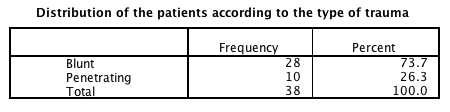 Distribution of the patients according to the type of trauma
Frequency Percent
Blunt 28 73.7
Penetrating 10 26.3
Total 38 100.0